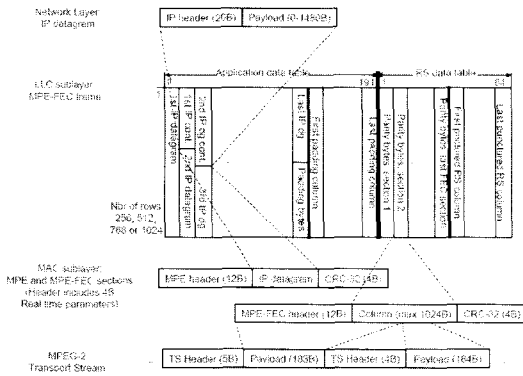 Network Layer
IP datagram
IP header (20B)
Payload (0-1480B)
LLC sublayer
MPE-FEC frame
Application data table
RS data table
1
191
1
64
1st IP datagram
1st IP cont.
2nd IP datagram
2nd IP dg cont.
3rd IP dg
Last IP dg
Padding bytes
First padding column
Last padding column
Parity bytes, section 1
Parity bytes, section 2
Parity bytes last FEC section
First punctured RS column
Last punctured RS column
Nbr of rows
256, 512,
768 or 1024
MAC sublayer
MPE and MPE-FEC sections
(Header includes 4B
Real time parameters)
MPE header (12B)
IP datagram
CRC-32 (4B)
MPE-FEC header (12B)
Column (max 1024B)
CRC-32 (4B)
MPEG-2
Transport Stream
TS Header (5B)
Payload (183B)
TS Header (4B)
Payload (184B)